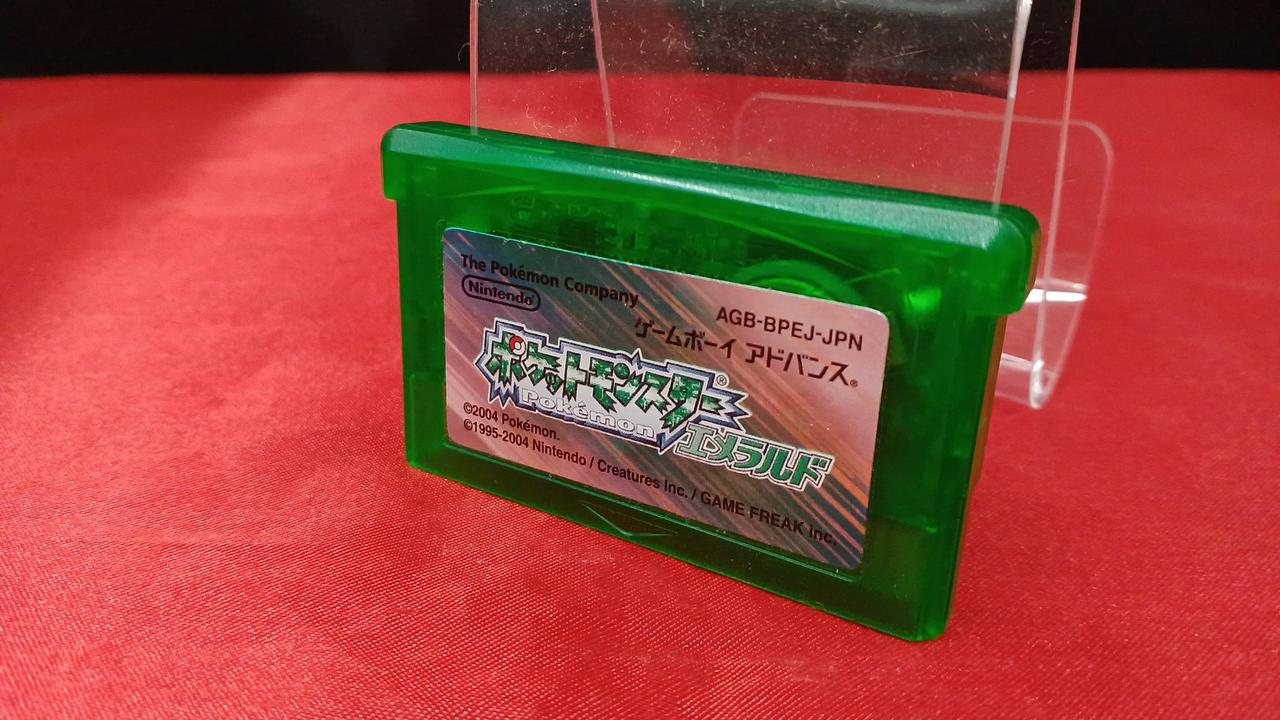 The Pokémon Company
Nintendo
AGB-BPEJ-JPN
ゲームボーイ アドバンス®
ポケットモンスター®
Pokémon
エメラルド
©2004 Pokémon.
©1995-2004 Nintendo / Creatures inc. / GAME FREAK inc.